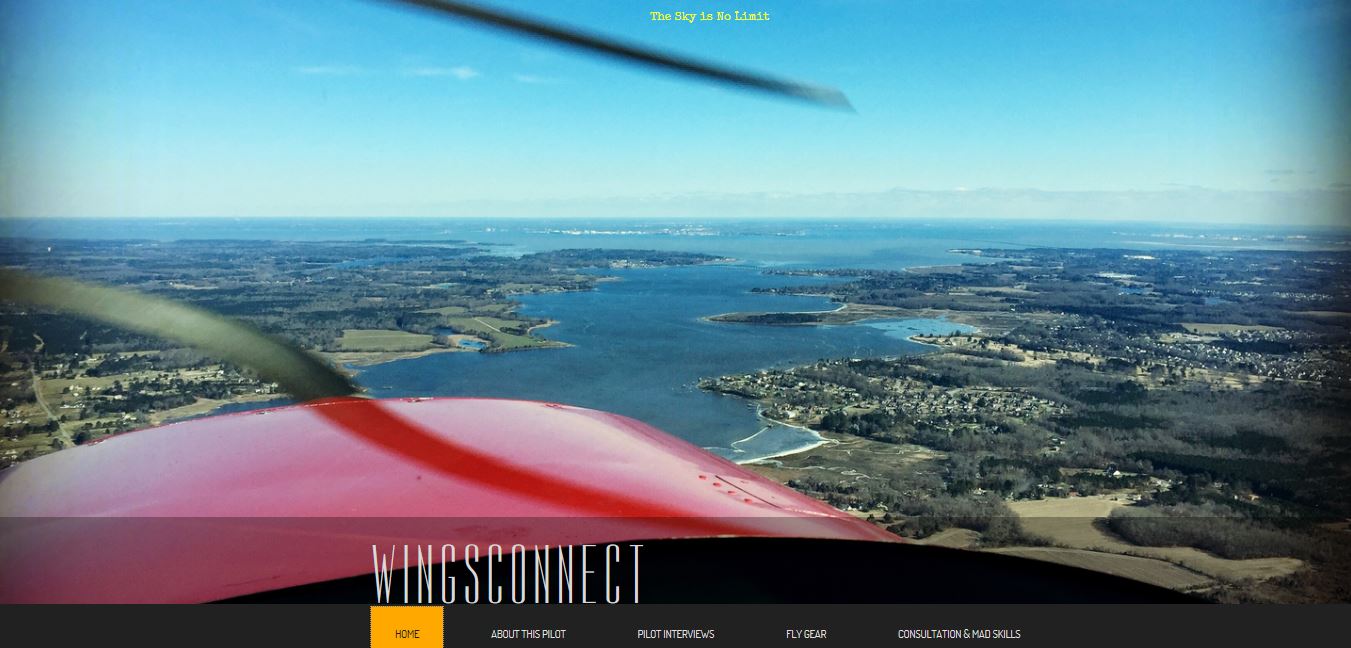 The Sky is No Limit
WINGSCONNECT
HOME ABOUT THIS PILOT PILOT INTERVIEWS FLY GEAR CONSULTATION & MAD SKILLS